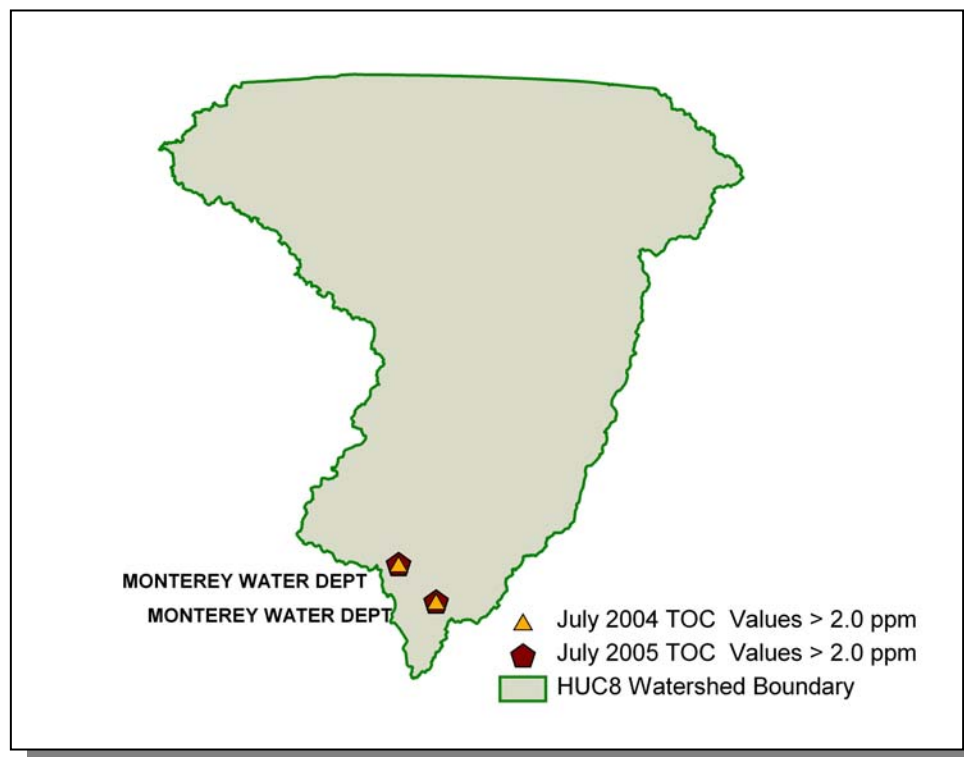 MONTEREY WATER DEPT
MONTEREY WATER DEPT
July 2004 TOC Values > 2.0 ppm
July 2005 TOC Values > 2.0 ppm
HUC8 Watershed Boundary